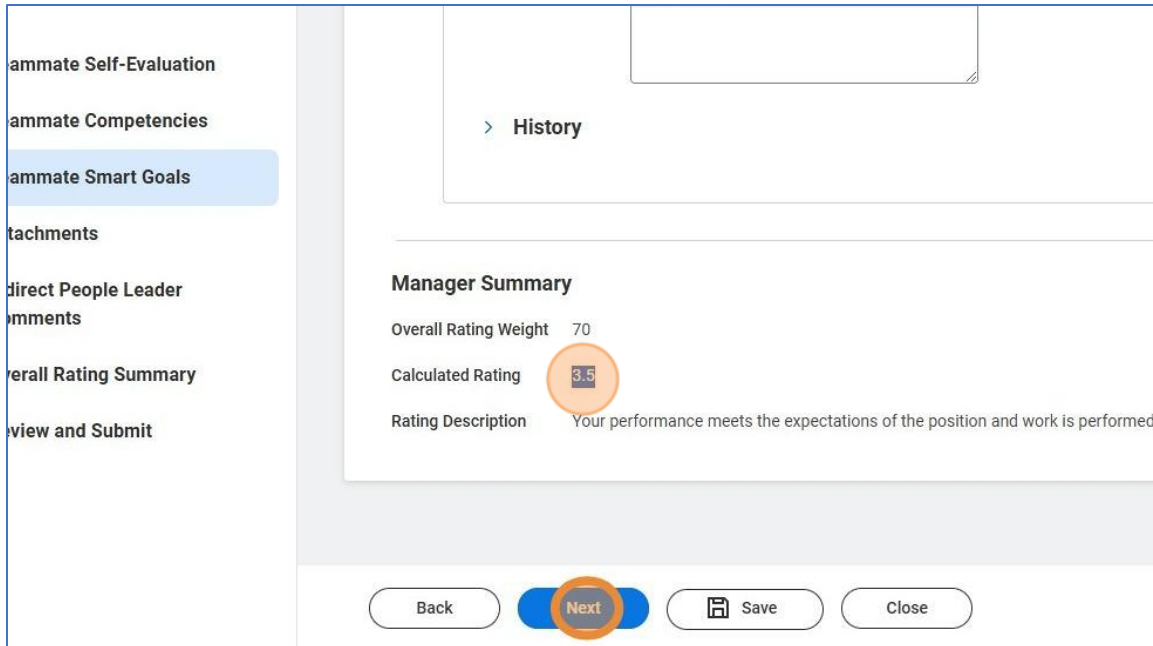 ammate Self-Evaluation
ammate Competencies
ammate Smart Goals
tachments
direct People Leader
mments
erall Rating Summary
view and Submit
History
Manager Summary
Overall Rating Weight 70
Calculated Rating 3.5
Rating Description Your performance meets the expectations of the position and work is performed
Back Next Save Close